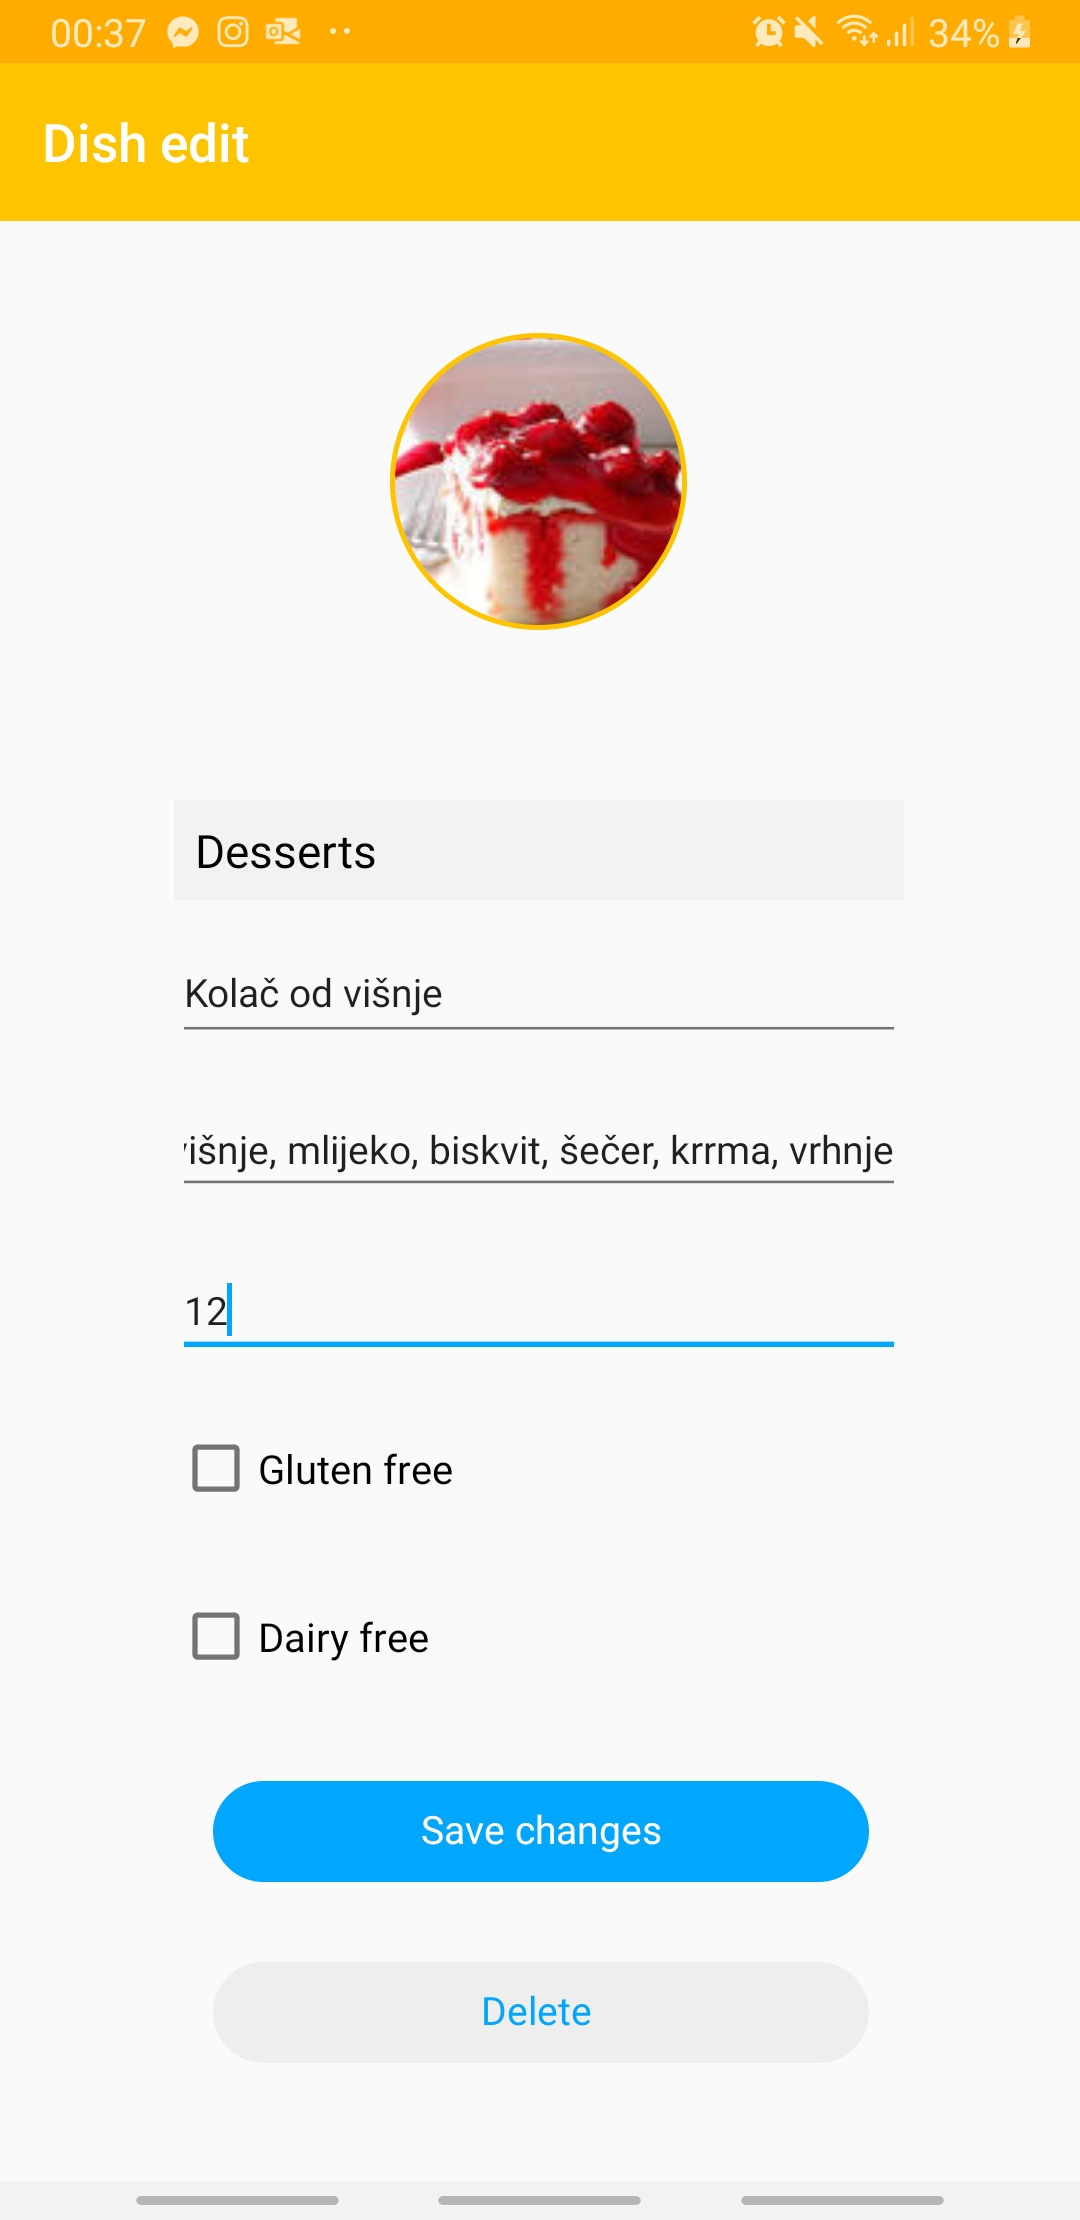 00:37
34%
Dish edit
Desserts
Kolač od višnje
višnje, mlijeko, biskvit, šečer, krrma, vrhnje
12
Gluten free
Dairy free
Save changes
Delete